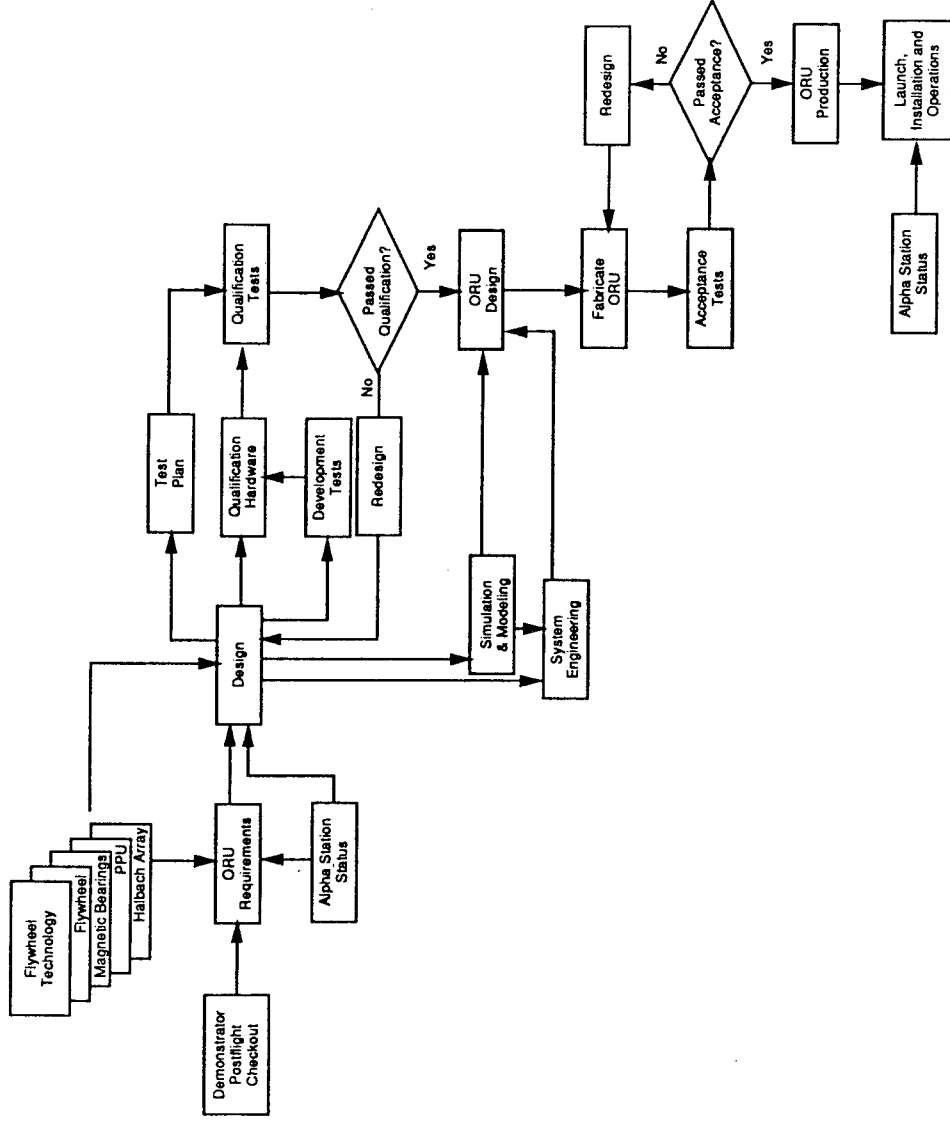 Flywheel
Technology
Flywheel
Magnetic Bearings
PPU
Halbach Array
Demonstrator
Postflight
Checkout
ORU
Requirements
Alpha Station
Status
Design
Test
Plan
Qualification
Hardware
Development
Tests
Redesign
Qualification
Tests
Passed
Qualification?
No
Yes
Simulation
& Modeling
System
Engineering
ORU
Design
Fabricate
ORU
Redesign
Acceptance
Tests
Passed
Acceptance?
No
Yes
ORU
Production
Alpha Station
Status
Launch,
Installation and
Operations